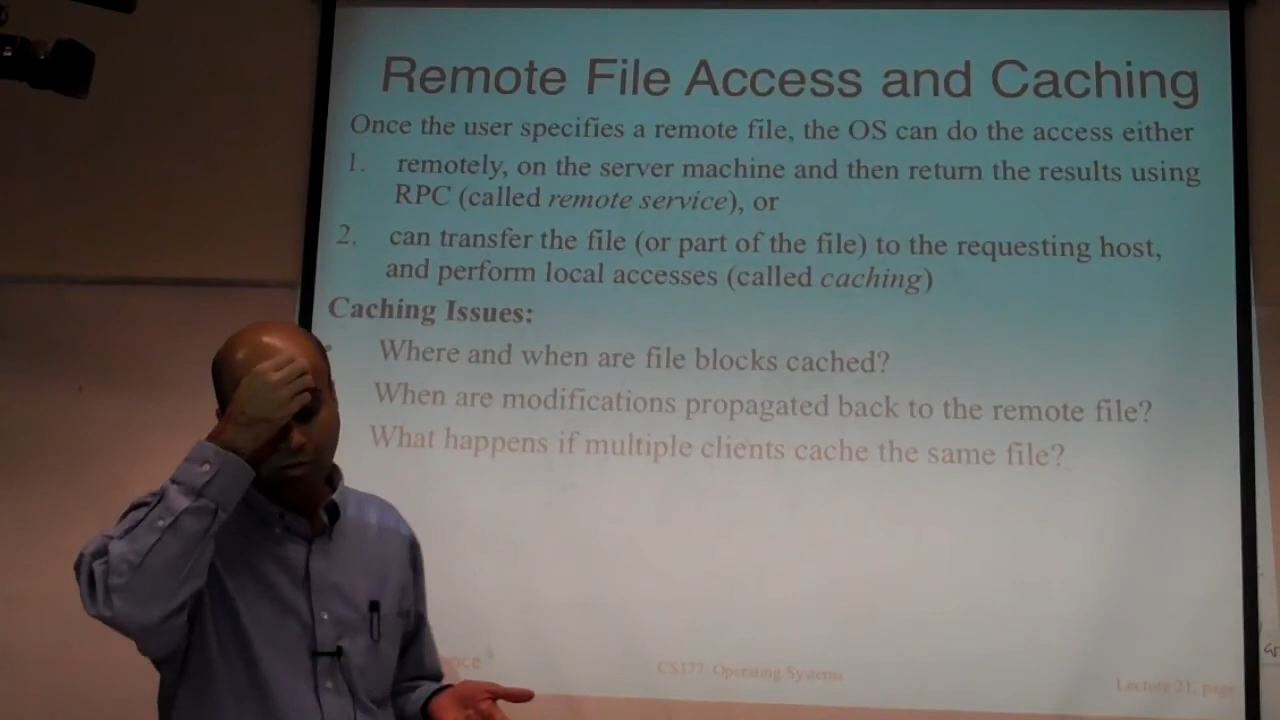 Remote File Access and Caching
Once the user specifies a remote file, the OS can do the access either
1. remotely, on the server machine and then return the results using
RPC (called remote service), or
2. can transfer the file (or part of the file) to the requesting host,
and perform local accesses (called caching)
Caching Issues:
Where and when are file blocks cached?
When are modifications propagated back to the remote file?
What happens if multiple clients cache the same file?
CS377: Operating Systems
Lecture 21, page